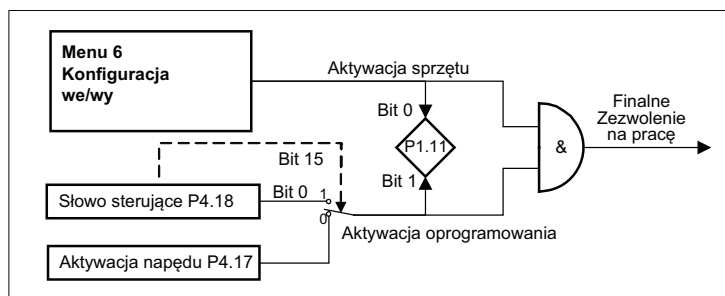 Menu 6
Konfiguracja
we/wy
Aktywacja sprzętu
Bit 0
P1.11
Bit 1
Finalne
Zezwolenie
na pracę
&
Bit 15
Słowo sterujące P4.18
Bit 0
1
0
Aktywacja oprogramowania
Aktywacja napędu P4.17